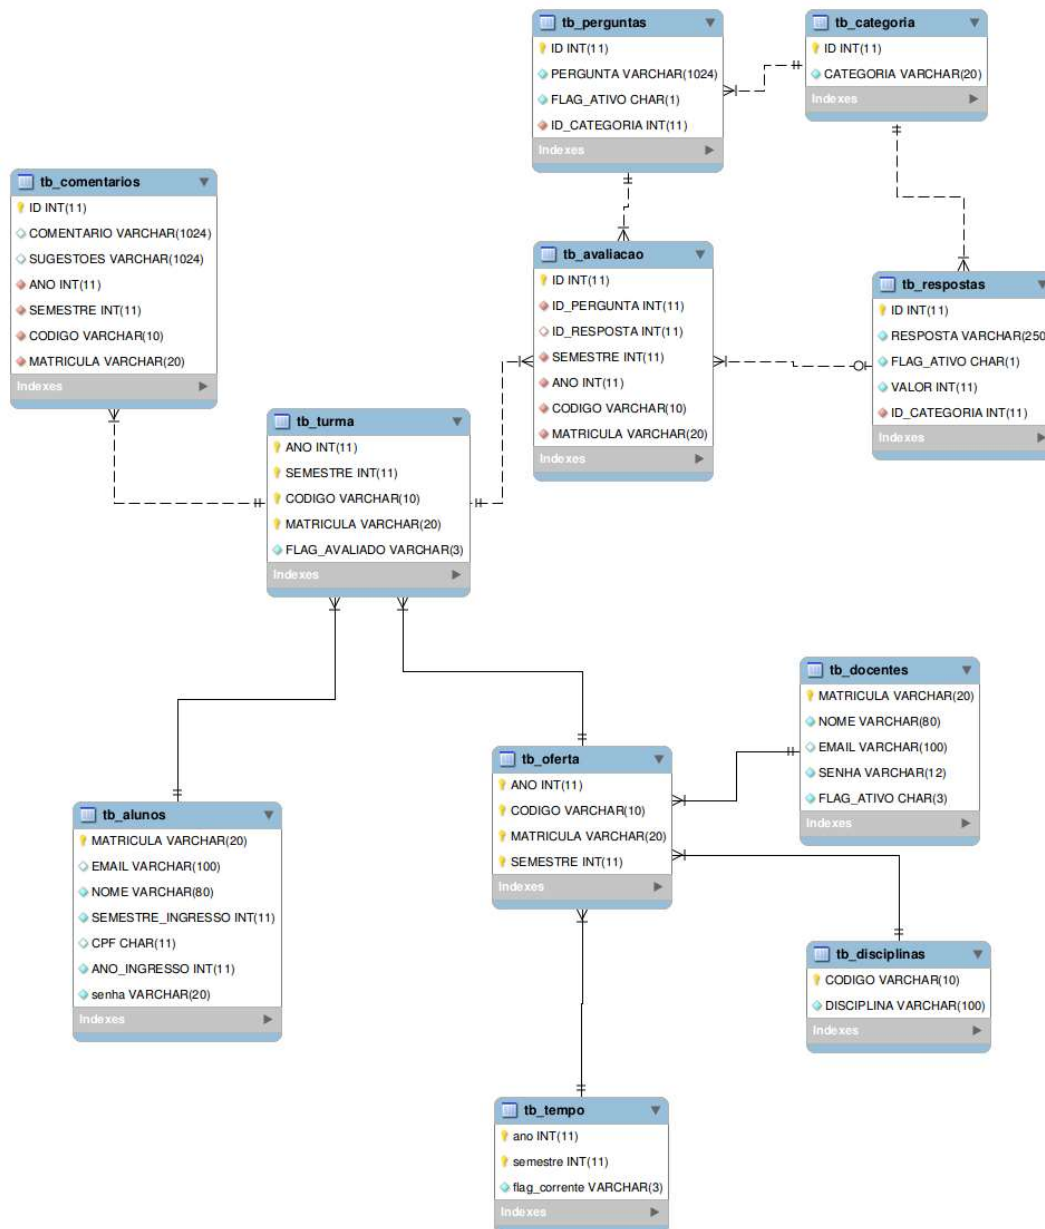 tb_perguntas
ID INT(11)
PERGUNTA VARCHAR(1024)
FLAG_ATIVO CHAR(1)
ID_CATEGORIA INT(11)
Indexes
tb_categoria
ID INT(11)
CATEGORIA VARCHAR(20)
Indexes
tb_comentarios
ID INT(11)
COMENTARIO VARCHAR(1024)
SUGESTOES VARCHAR(1024)
ANO INT(11)
SEMESTRE INT(11)
CODIGO VARCHAR(10)
MATRICULA VARCHAR(20)
Indexes
tb_avaliacao
ID INT(11)
ID_PERGUNTA INT(11)
ID_RESPOSTA INT(11)
SEMESTRE INT(11)
ANO INT(11)
CODIGO VARCHAR(10)
MATRICULA VARCHAR(20)
Indexes
tb_respostas
ID INT(11)
RESPOSTA VARCHAR(250
FLAG_ATIVO CHAR(1)
VALOR INT(11)
ID_CATEGORIA INT(11)
Indexes
tb_turma
ANO INT(11)
SEMESTRE INT(11)
CODIGO VARCHAR(10)
MATRICULA VARCHAR(20)
FLAG_AVALIADO VARCHAR(3)
Indexes
tb_docentes
MATRICULA VARCHAR(20)
NOME VARCHAR(80)
EMAIL VARCHAR(100)
SENHA VARCHAR(12)
FLAG_ATIVO CHAR(3)
Indexes
tb_oferta
ANO INT(11)
CODIGO VARCHAR(10)
MATRICULA VARCHAR(20)
SEMESTRE INT(11)
Indexes
tb_alunos
MATRICULA VARCHAR(20)
EMAIL VARCHAR(100)
NOME VARCHAR(80)
SEMESTRE_INGRESSO INT(11)
CPF CHAR(11)
ANO_INGRESSO INT(11)
senha VARCHAR(20)
Indexes
tb_disciplinas
CODIGO VARCHAR(10)
DISCIPLINA VARCHAR(100)
Indexes
tb_tempo
ano INT(11)
semestre INT(11)
flag_corrente VARCHAR(3)
Indexes